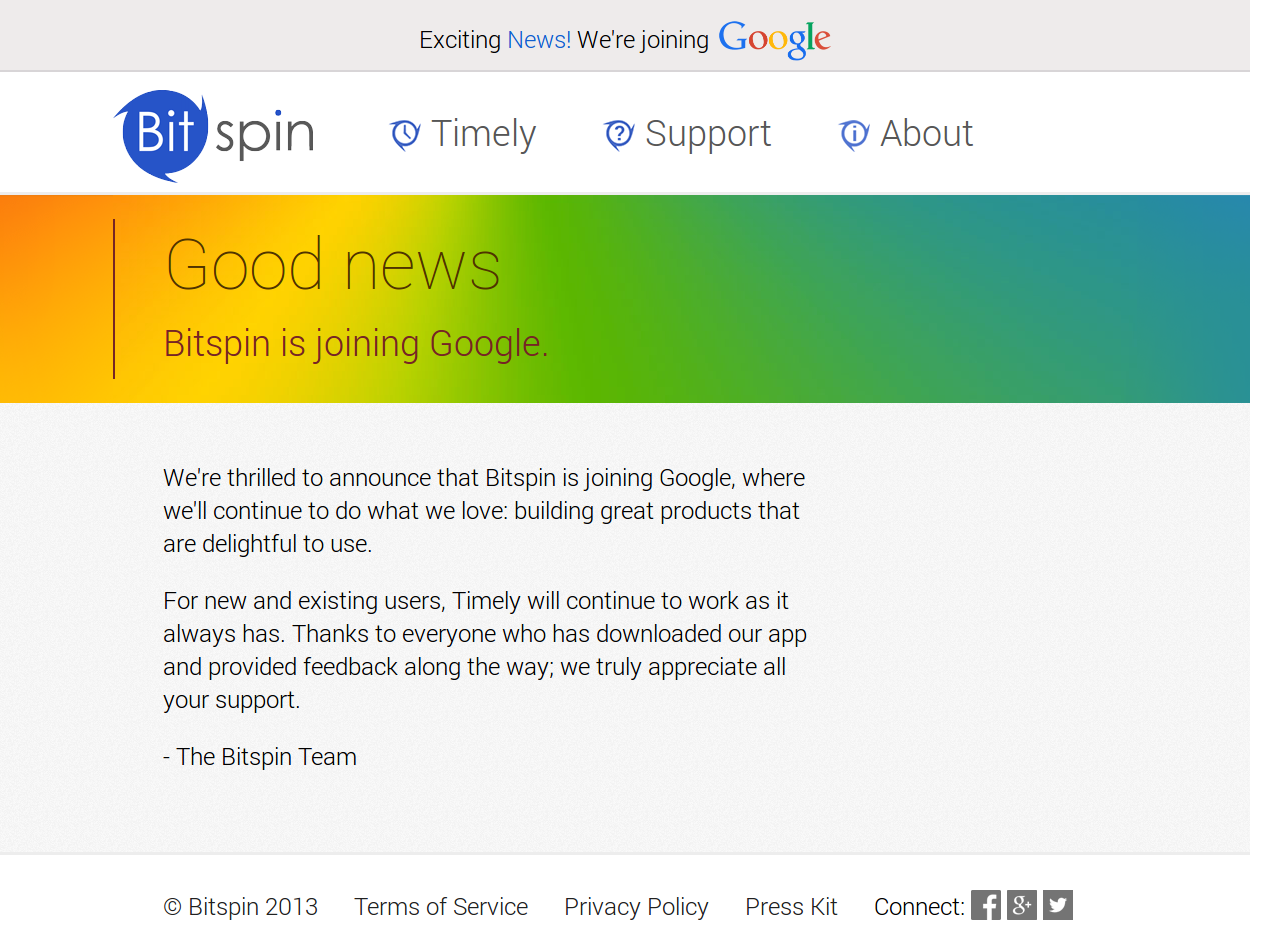 Exciting News! We're joining Google
Bitspin
Timely
Support
About
Good news
Bitspin is joining Google.
We're thrilled to announce that Bitspin is joining Google, where
we'll continue to do what we love: building great products that
are delightful to use.
For new and existing users, Timely will continue to work as it
always has. Thanks to everyone who has downloaded our app
and provided feedback along the way; we truly appreciate all
your support.
- The Bitspin Team
© Bitspin 2013 Terms of Service Privacy Policy Press Kit Connect: